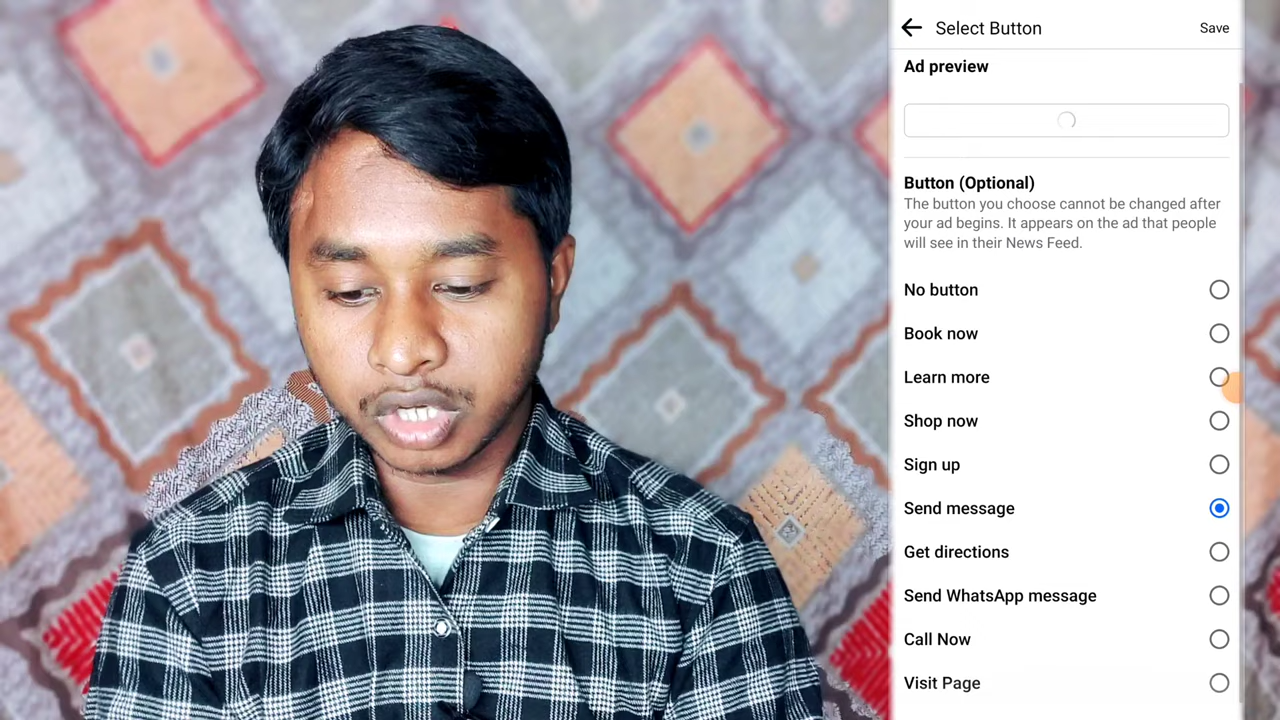 Select Button
Save
Ad preview
Button (Optional)
The button you choose cannot be changed after
your ad begins. It appears on the ad that people
will see in their News Feed.
No button
Book now
Learn more
Shop now
Sign up
Send message
Get directions
Send WhatsApp message
Call Now
Visit Page